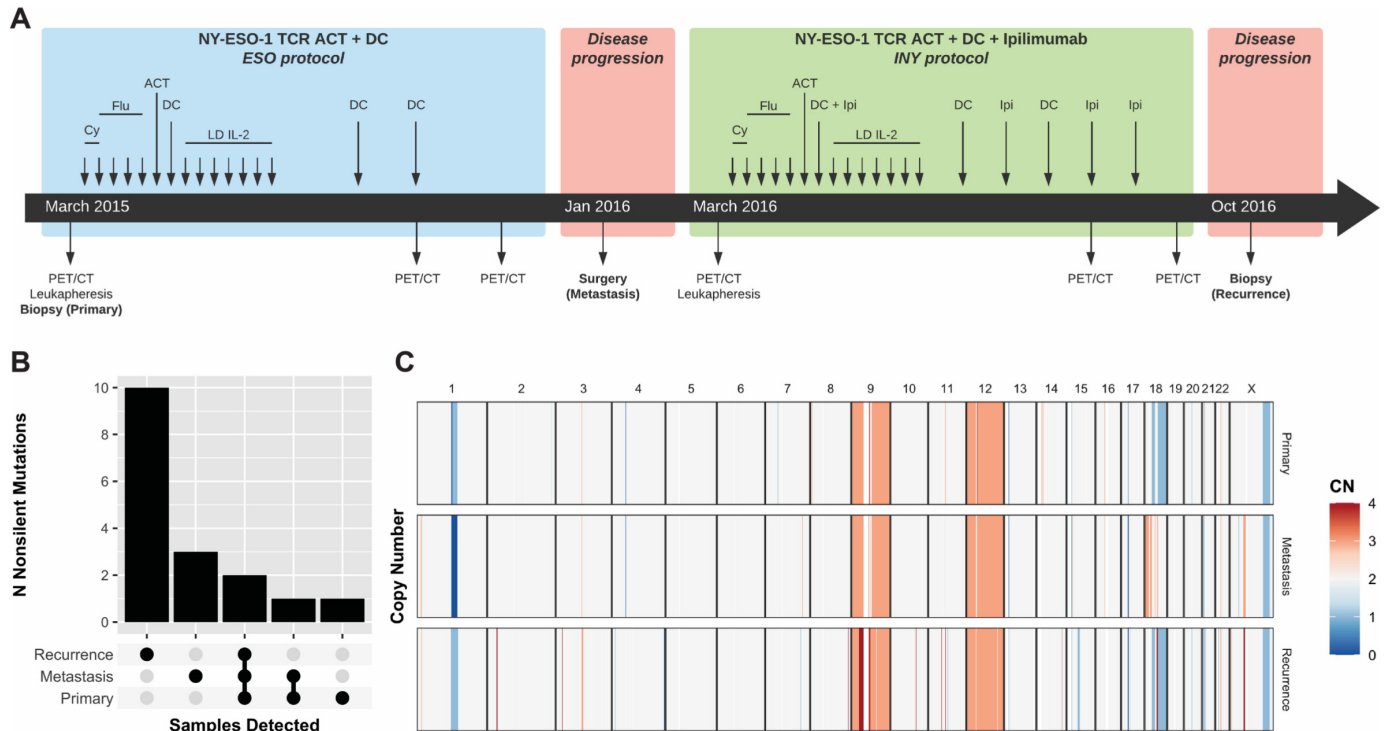 A
NY-ESO-1 TCR ACT + DC
ESO protocol
Disease
progression
NY-ESO-1 TCR ACT + DC + Ipilimumab
INY protocol
Disease
progression
ACT
Flu
DC
DC
DC
Cy
LD IL-2
ACT
Flu
DC + Ipi
DC
Ipi
DC
Ipi
Ipi
Cy
LD IL-2
March 2015
Jan 2016
March 2016
Oct 2016
PET/CT
Leukapheresis
Biopsy (Primary)
PET/CT
PET/CT
Surgery
(Metastasis)
PET/CT
Leukapheresis
PET/CT
PET/CT
Biopsy
(Recurrence)
B
N Nonsilent Mutations
10
8
6
4
2
0
Recurrence
Metastasis
Primary
Samples Detected
C
1 2 3 4 5 6 7 8 9 10 11 12 13 14 15 16 17 18 19 20 21 22 X
Copy Number
Primary
Metastasis
Recurrence
CN
4
3
2
1
0